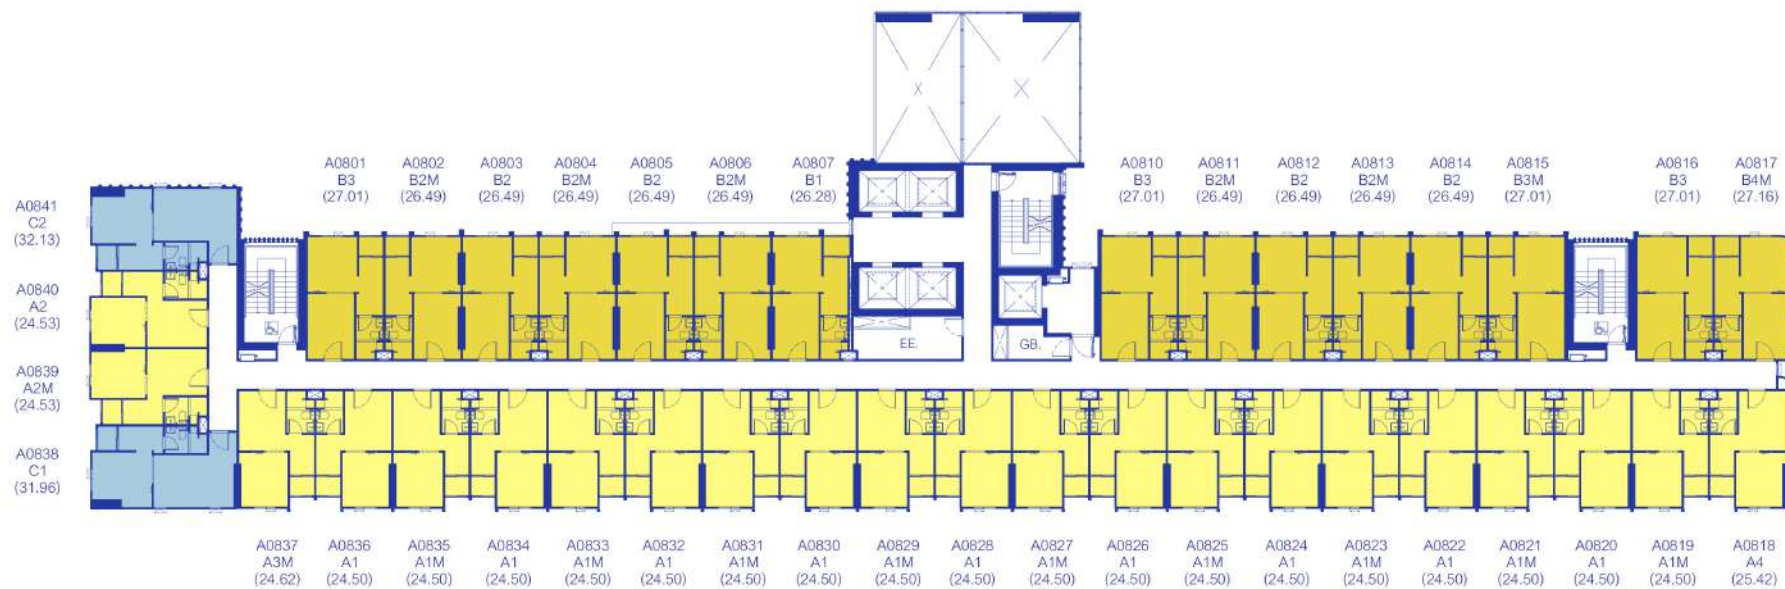 A0801 A0802 A0803 A0804 A0805 A0806 A0807 A0810 A0811 A0812 A0813 A0814 A0815 A0816 A0817
B3 B2M B2 B2M B2 B2M B1 B3 B2M B2 B2M B2 B3M B3 B4M
(27.01) (26.49) (26.49) (26.49) (26.49) (26.49) (26.28) (27.01) (26.49) (26.49) (26.49) (26.49) (27.01) (27.01) (27.16)
A0841
C2
(32.13)
A0840
A2
(24.53)
EE. GB.
A0839
A2M
(24.53)
A0838
C1
(31.96)
A0837 A0836 A0835 A0834 A0833 A0832 A0831 A0830 A0829 A0828 A0827 A0826 A0825 A0824 A0823 A0822 A0821 A0820 A0819 A0818
A3M A1 A1M A1 A1M A1 A1M A1 A1M A1 A1M A1 A1M A1 A1M A1 A1M A1 A1M A4
(24.62) (24.50) (24.50) (24.50) (24.50) (24.50) (24.50) (24.50) (24.50) (24.50) (24.50) (24.50) (24.50) (24.50) (24.50) (24.50) (24.50) (24.50) (24.50) (25.42)